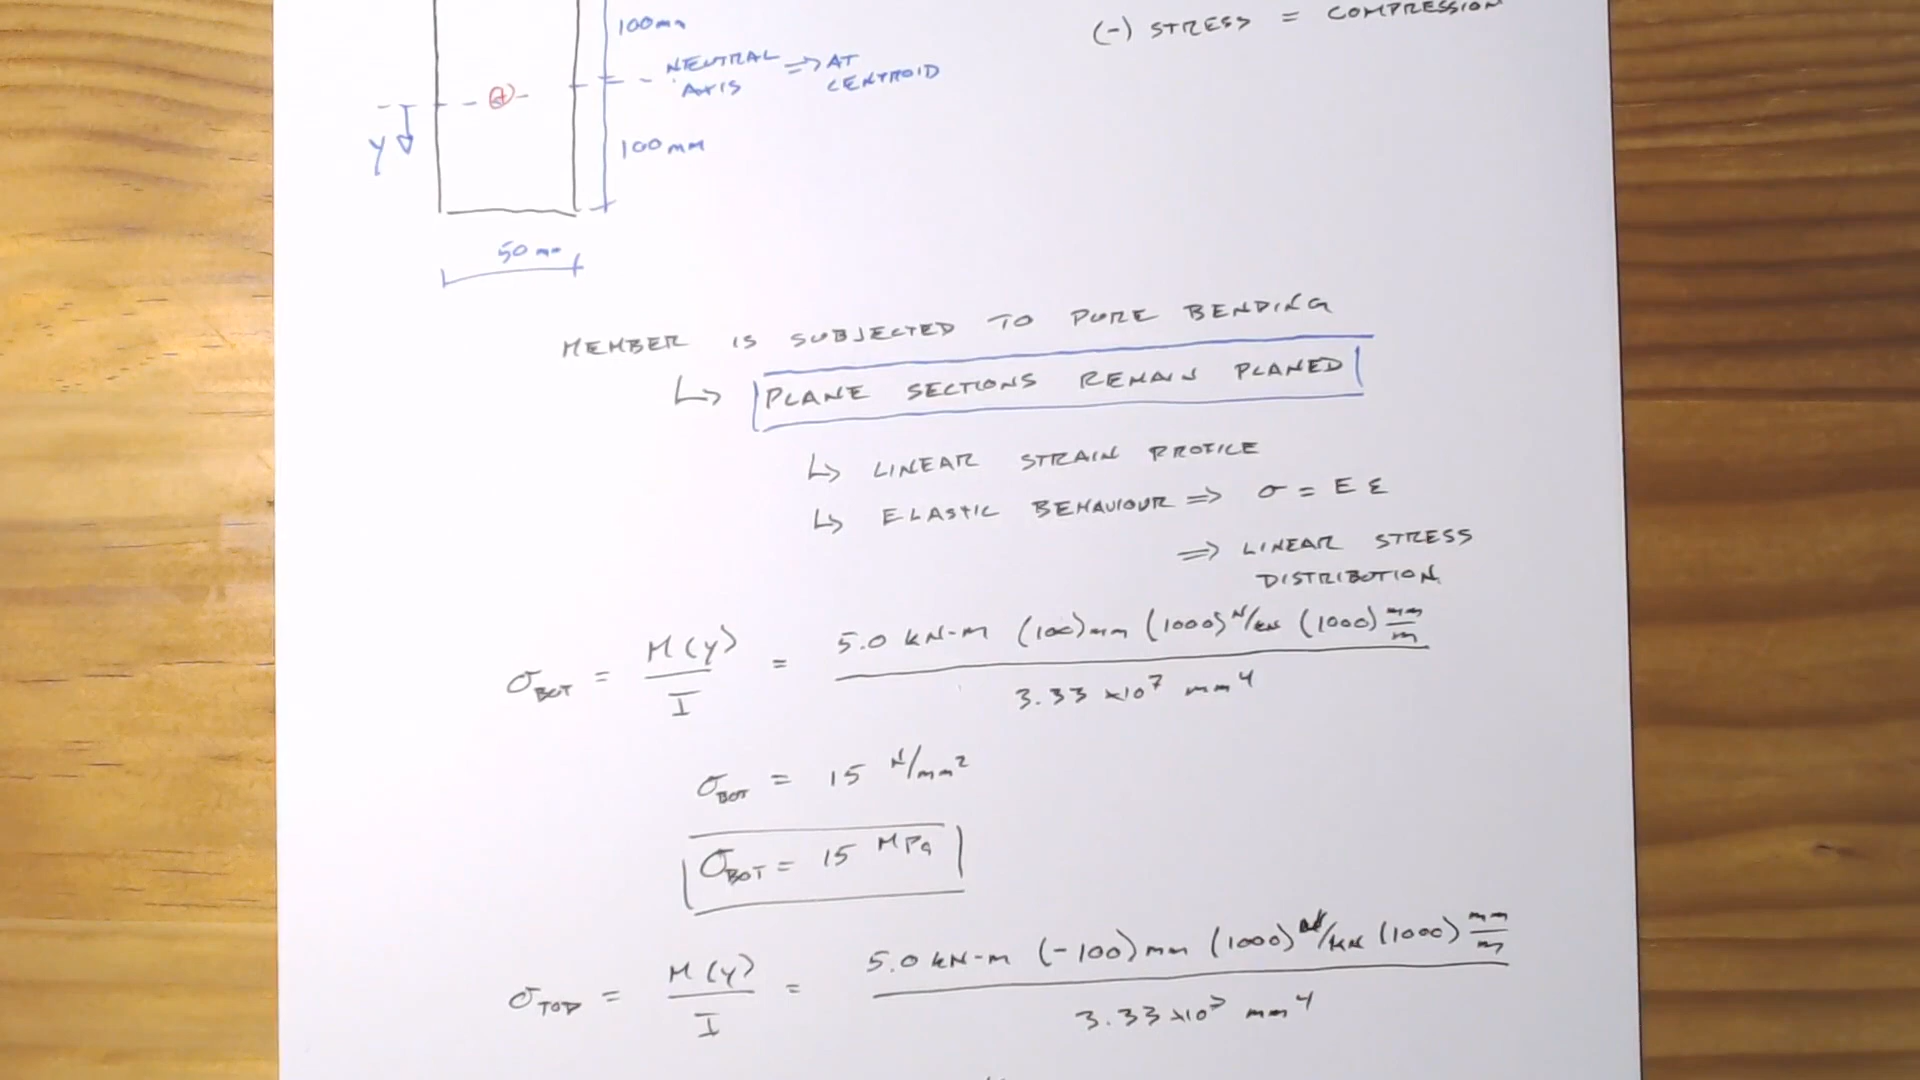 100mm
(-) STRESS = COMPRESSION
NEUTRAL AXIS => AT CENTROID
y
100mm
50 mm
MEMBER IS SUBJECTED TO PURE BENDING
↳ PLANE SECTIONS REMAIN PLANED
↳ LINEAR STRAIN PROFILE
↳ ELASTIC BEHAVIOUR => σ = E ε
=> LINEAR STRESS
DISTRIBUTION
σBOT = M(y)/I = 5.0 kN-m (100)mm (1000)N/kN (1000) mm/m / 3.33 x10^7 mm^4
σBOT = 15 N/mm²
σBOT = 15 MPa
σTOP = M(y)/I = 5.0 kN-m (-100)mm (1000)N/kN (1000) mm/m / 3.33 x10^7 mm^4